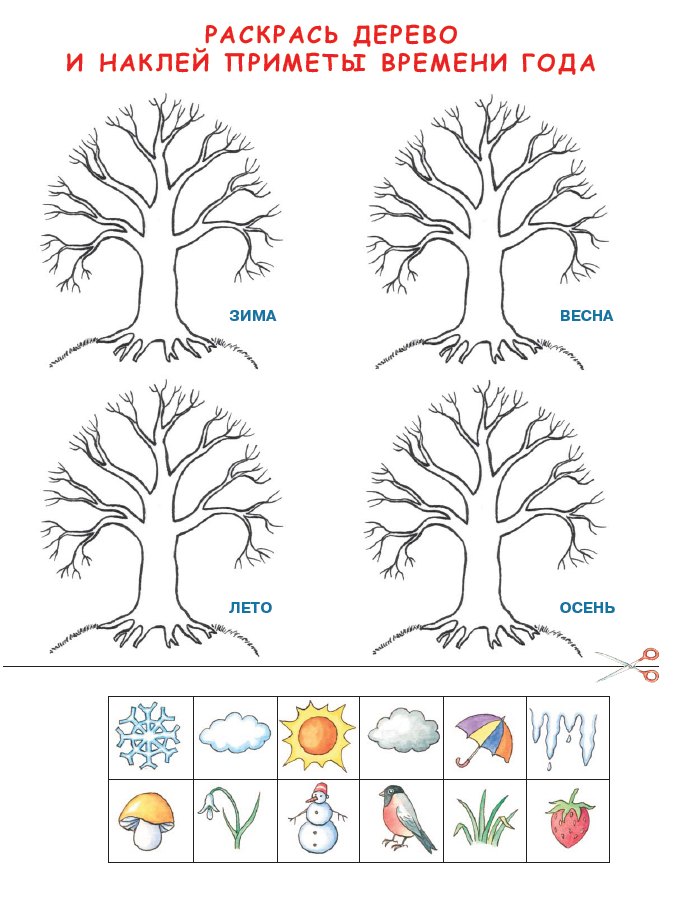 РАСКРАСЬ ДЕРЕВО
И НАКЛЕЙ ПРИМЕТЫ ВРЕМЕНИ ГОДА
ЗИМА
ВЕСНА
ЛЕТО
ОСЕНЬ